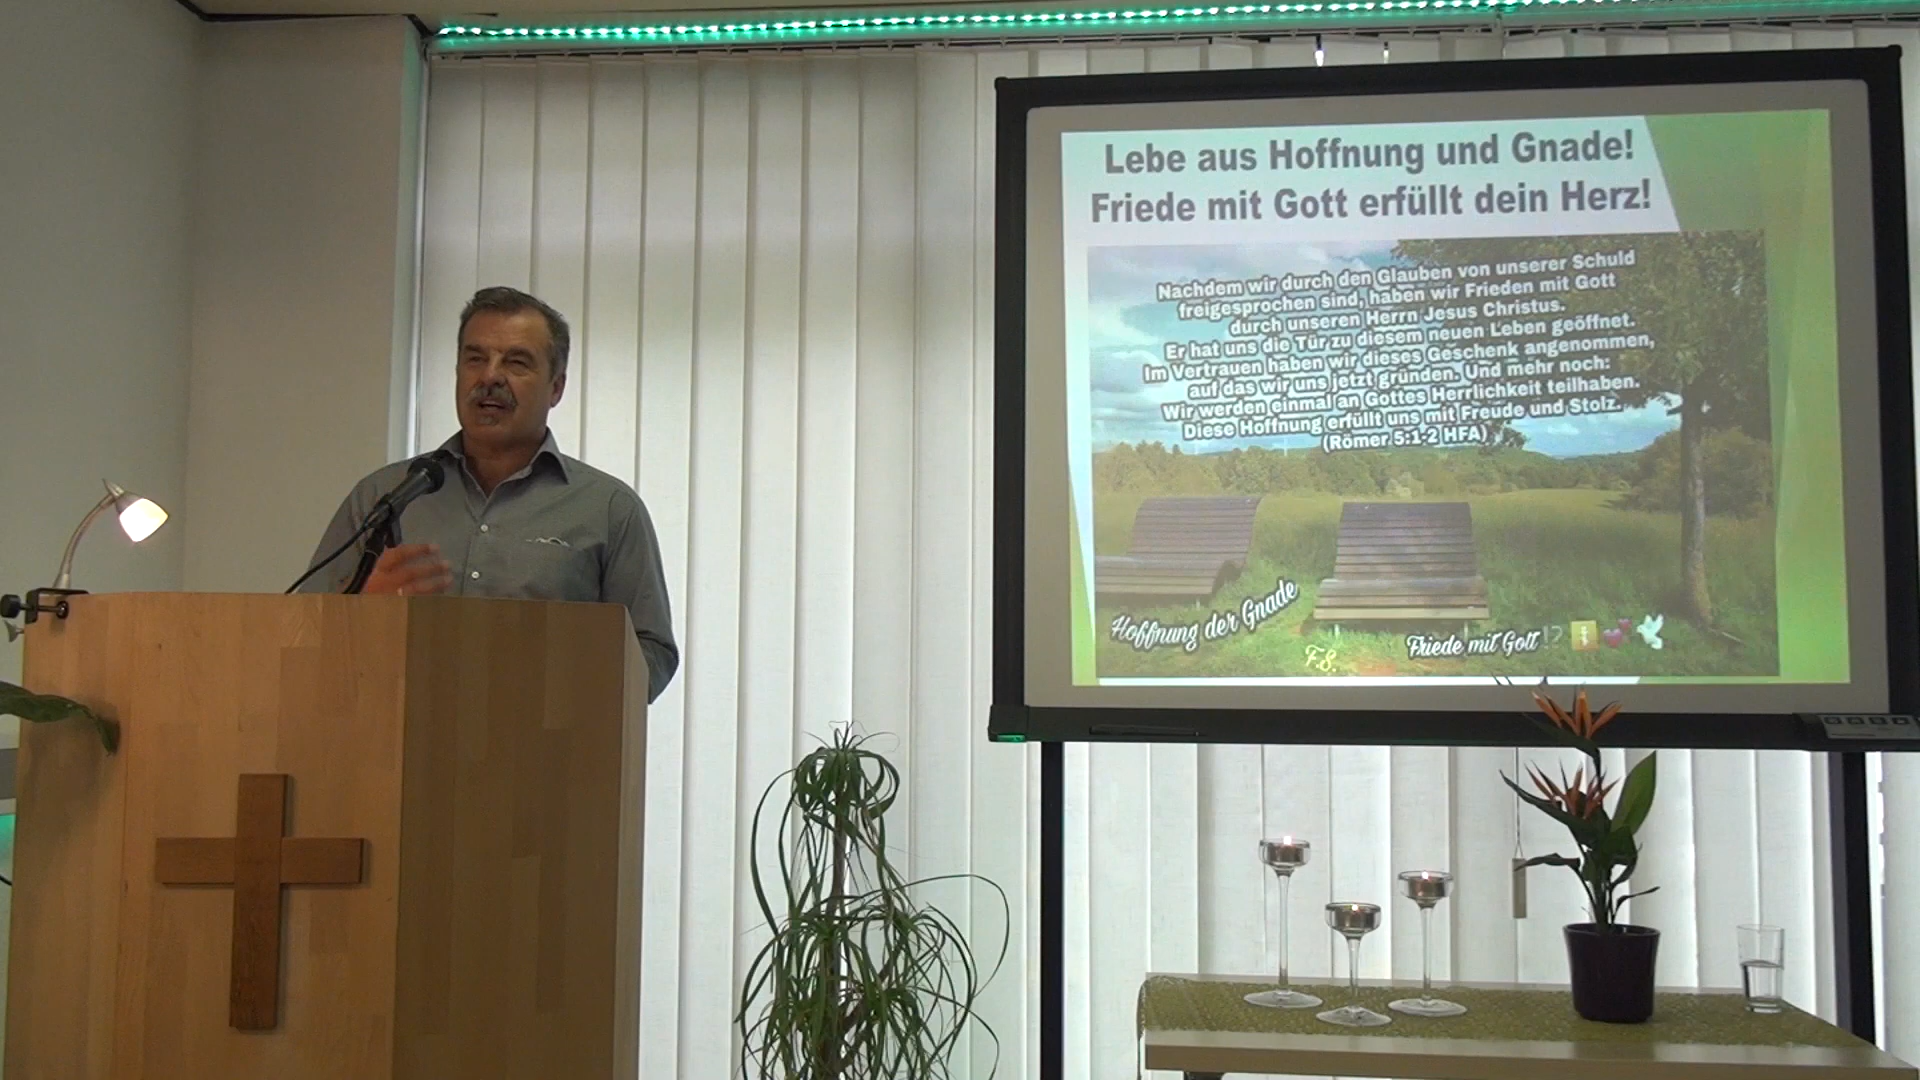 Lebe aus Hoffnung und Gnade!
Friede mit Gott erfüllt dein Herz!
Nachdem wir durch den Glauben von unserer Schuld
freigesprochen sind, haben wir Frieden mit Gott
durch unseren Herrn Jesus Christus.
Er hat uns die Tür zu diesem neuen Leben geöffnet.
Im Vertrauen haben wir dieses Geschenk angenommen,
auf das wir uns jetzt gründen. Und mehr noch:
Wir werden einmal an Gottes Herrlichkeit teilhaben.
Diese Hoffnung erfüllt uns mit Freude und Stolz.
(Römer 5:1-2 HFA)
Hoffnung der Gnade
Friede mit Gott
F.S.